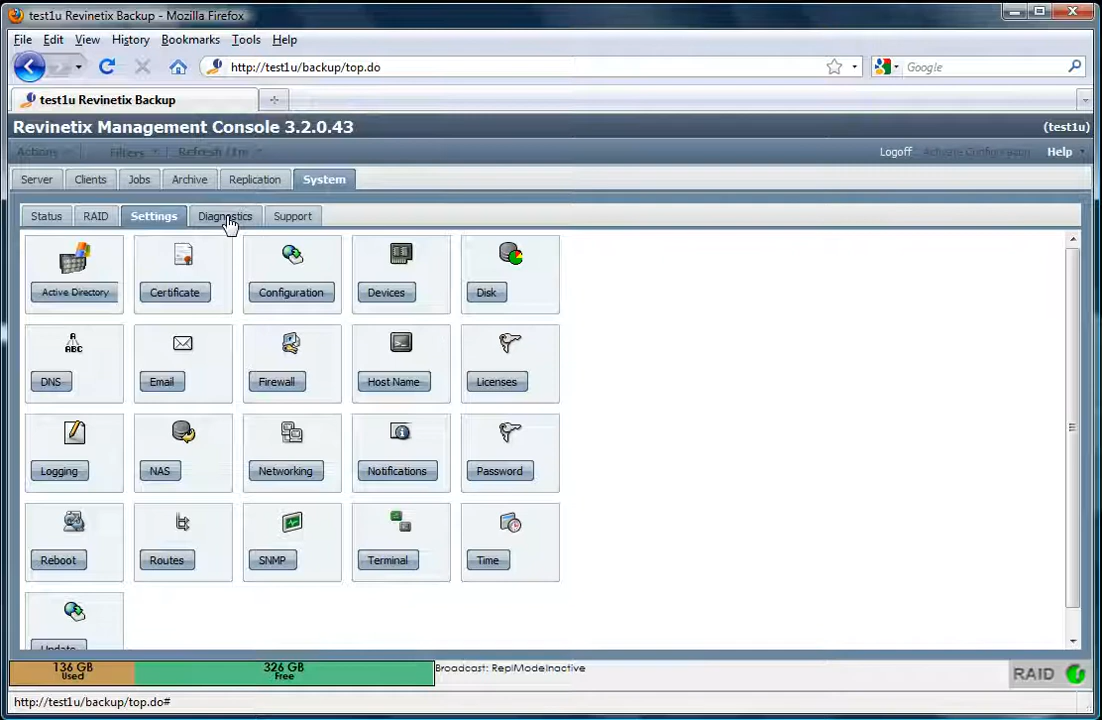 test1u Revinetix Backup - Mozilla Firefox
File Edit View History Bookmarks Tools Help
http://test1u/backup/top.do
Google
test1u Revinetix Backup
Revinetix Management Console 3.2.0.43 (test1u)
Actions Filters Logoff Activate Configuration Help
Server Clients Jobs Archive Replication System
Status RAID Settings Diagnostics Support
Active Directory Certificate Configuration Devices Disk
A
ABC
DNS Email Firewall Host Name Licenses
Logging NAS Networking Notifications Password
Reboot Routes SNMP Terminal Time
Update
136 GB
Used
326 GB
Free
Broadcast: ReplModeInactive
RAID
http://test1u/backup/top.do#